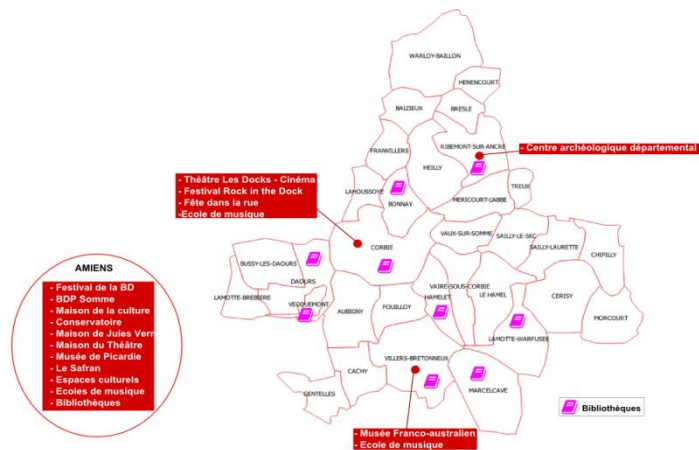 WARLOY-BAILLON
HENENCOURT
BAIZIEUX
BRESLE
RIBEMONT-SUR-ANCRE
- Centre archéologique départemental
FRANVILLERS
HEILLY
- Théâtre Les Docks - Cinéma
- Festival Rock in the Dock
- Fête dans la rue
-Ecole de musique
LAHOUSSOYE
BONNAY
MERICOURT-L'ABBE
TREUX
VAUX-SUR-SOMME
SAILLY-LE-SEC
SAILLY-LAURETTE
CHIPILLY
CORBIE
BUSSY-LES-DAOURS
DAOURS
LAMOTTE-BREBIERE
VECQUEMONT
AUBIGNY
FOUILLOY
VAIRE-SOUS-CORBIE
HAMELET
LE HAMEL
CERISY
MORCOURT
LAMOTTE-WARFUSEE
AMIENS
- Festival de la BD
- BDP Somme
- Maison de la culture
- Conservatoire
- Maison de Jules Vern
- Maison du Théâtre
- Musée de Picardie
- Le Safran
- Espaces culturels
- Ecoles de musique
- Bibliothèques
VILLERS-BRETONNEUX
CACHY
GENTELLES
MARCELCAVE
- Musée Franco-australien
- Ecole de musique
Bibliothèques